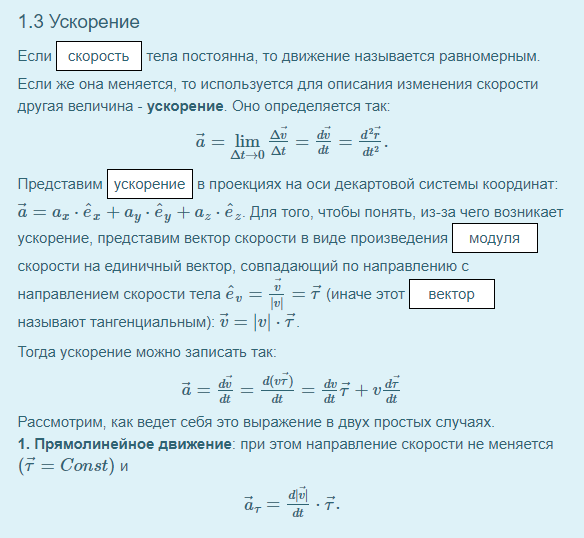 1.3 Ускорение
Если скорость тела постоянна, то движение называется равномерным.
Если же она меняется, то используется для описания изменения скорости
другая величина - ускорение. Оно определяется так:
$\vec{a} = \lim_{\Delta t \to 0} \frac{\Delta \vec{v}}{\Delta t} = \frac{d\vec{v}}{dt} = \frac{d^2\vec{r}}{dt^2}.$
Представим ускорение в проекциях на оси декартовой системы координат:
$\vec{a} = a_x \cdot \hat{e}_x + a_y \cdot \hat{e}_y + a_z \cdot \hat{e}_z$. Для того, чтобы понять, из-за чего возникает
ускорение, представим вектор скорости в виде произведения модуля
скорости на единичный вектор, совпадающий по направлению с
направлением скорости тела $\hat{e}_v = \frac{\vec{v}}{|v|} = \vec{\tau}$ (иначе этот вектор
называют тангенциальным): $\vec{v} = |v| \cdot \vec{\tau}$.
Тогда ускорение можно записать так:
$\vec{a} = \frac{d\vec{v}}{dt} = \frac{d(v\vec{\tau})}{dt} = \frac{dv}{dt}\vec{\tau} + v\frac{d\vec{\tau}}{dt}$
Рассмотрим, как ведет себя это выражение в двух простых случаях.
1. Прямолинейное движение: при этом направление скорости не меняется
$(\vec{\tau} = Const)$ и
$\vec{a}_\tau = \frac{d|\vec{v}|}{dt} \cdot \vec{\tau}.$